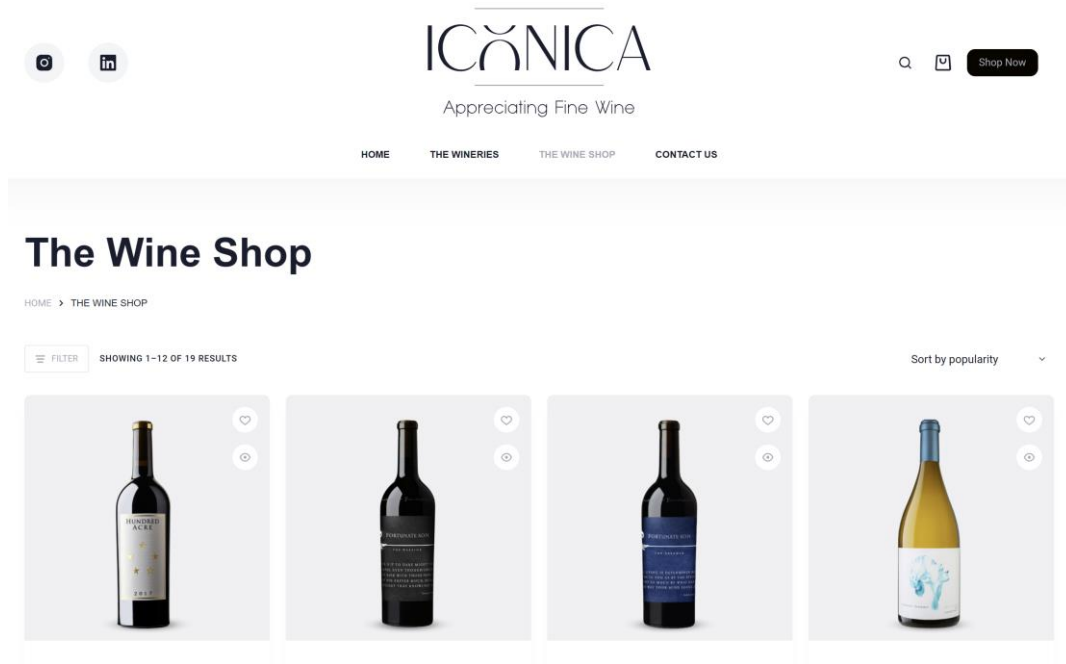 ICONICA
Appreciating Fine Wine
Shop Now
HOME
THE WINERIES
THE WINE SHOP
CONTACT US
The Wine Shop
HOME > THE WINE SHOP
FILTER
SHOWING 1–12 OF 19 RESULTS
Sort by popularity
HUNDRED
ACRE
2017
FORTUNATE SON
FORTUNATE SON